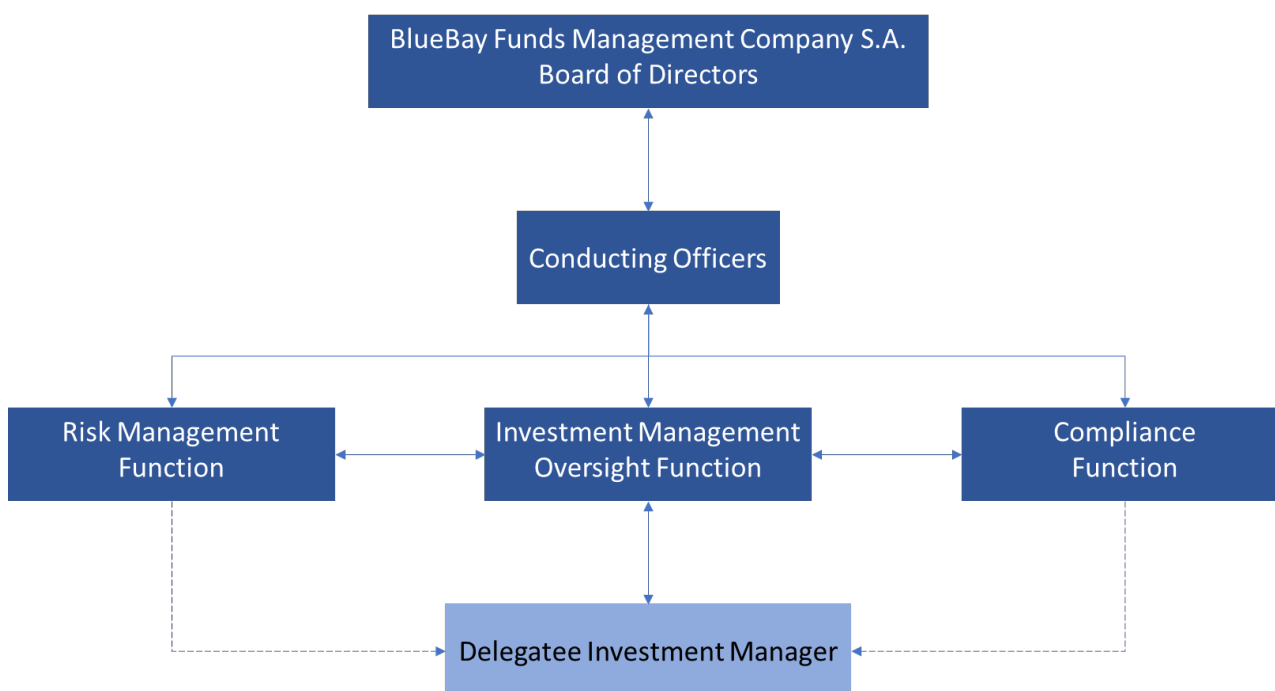 BlueBay Funds Management Company S.A.
Board of Directors
Conducting Officers
Risk Management
Function
Investment Management
Oversight Function
Compliance
Function
Delegatee Investment Manager